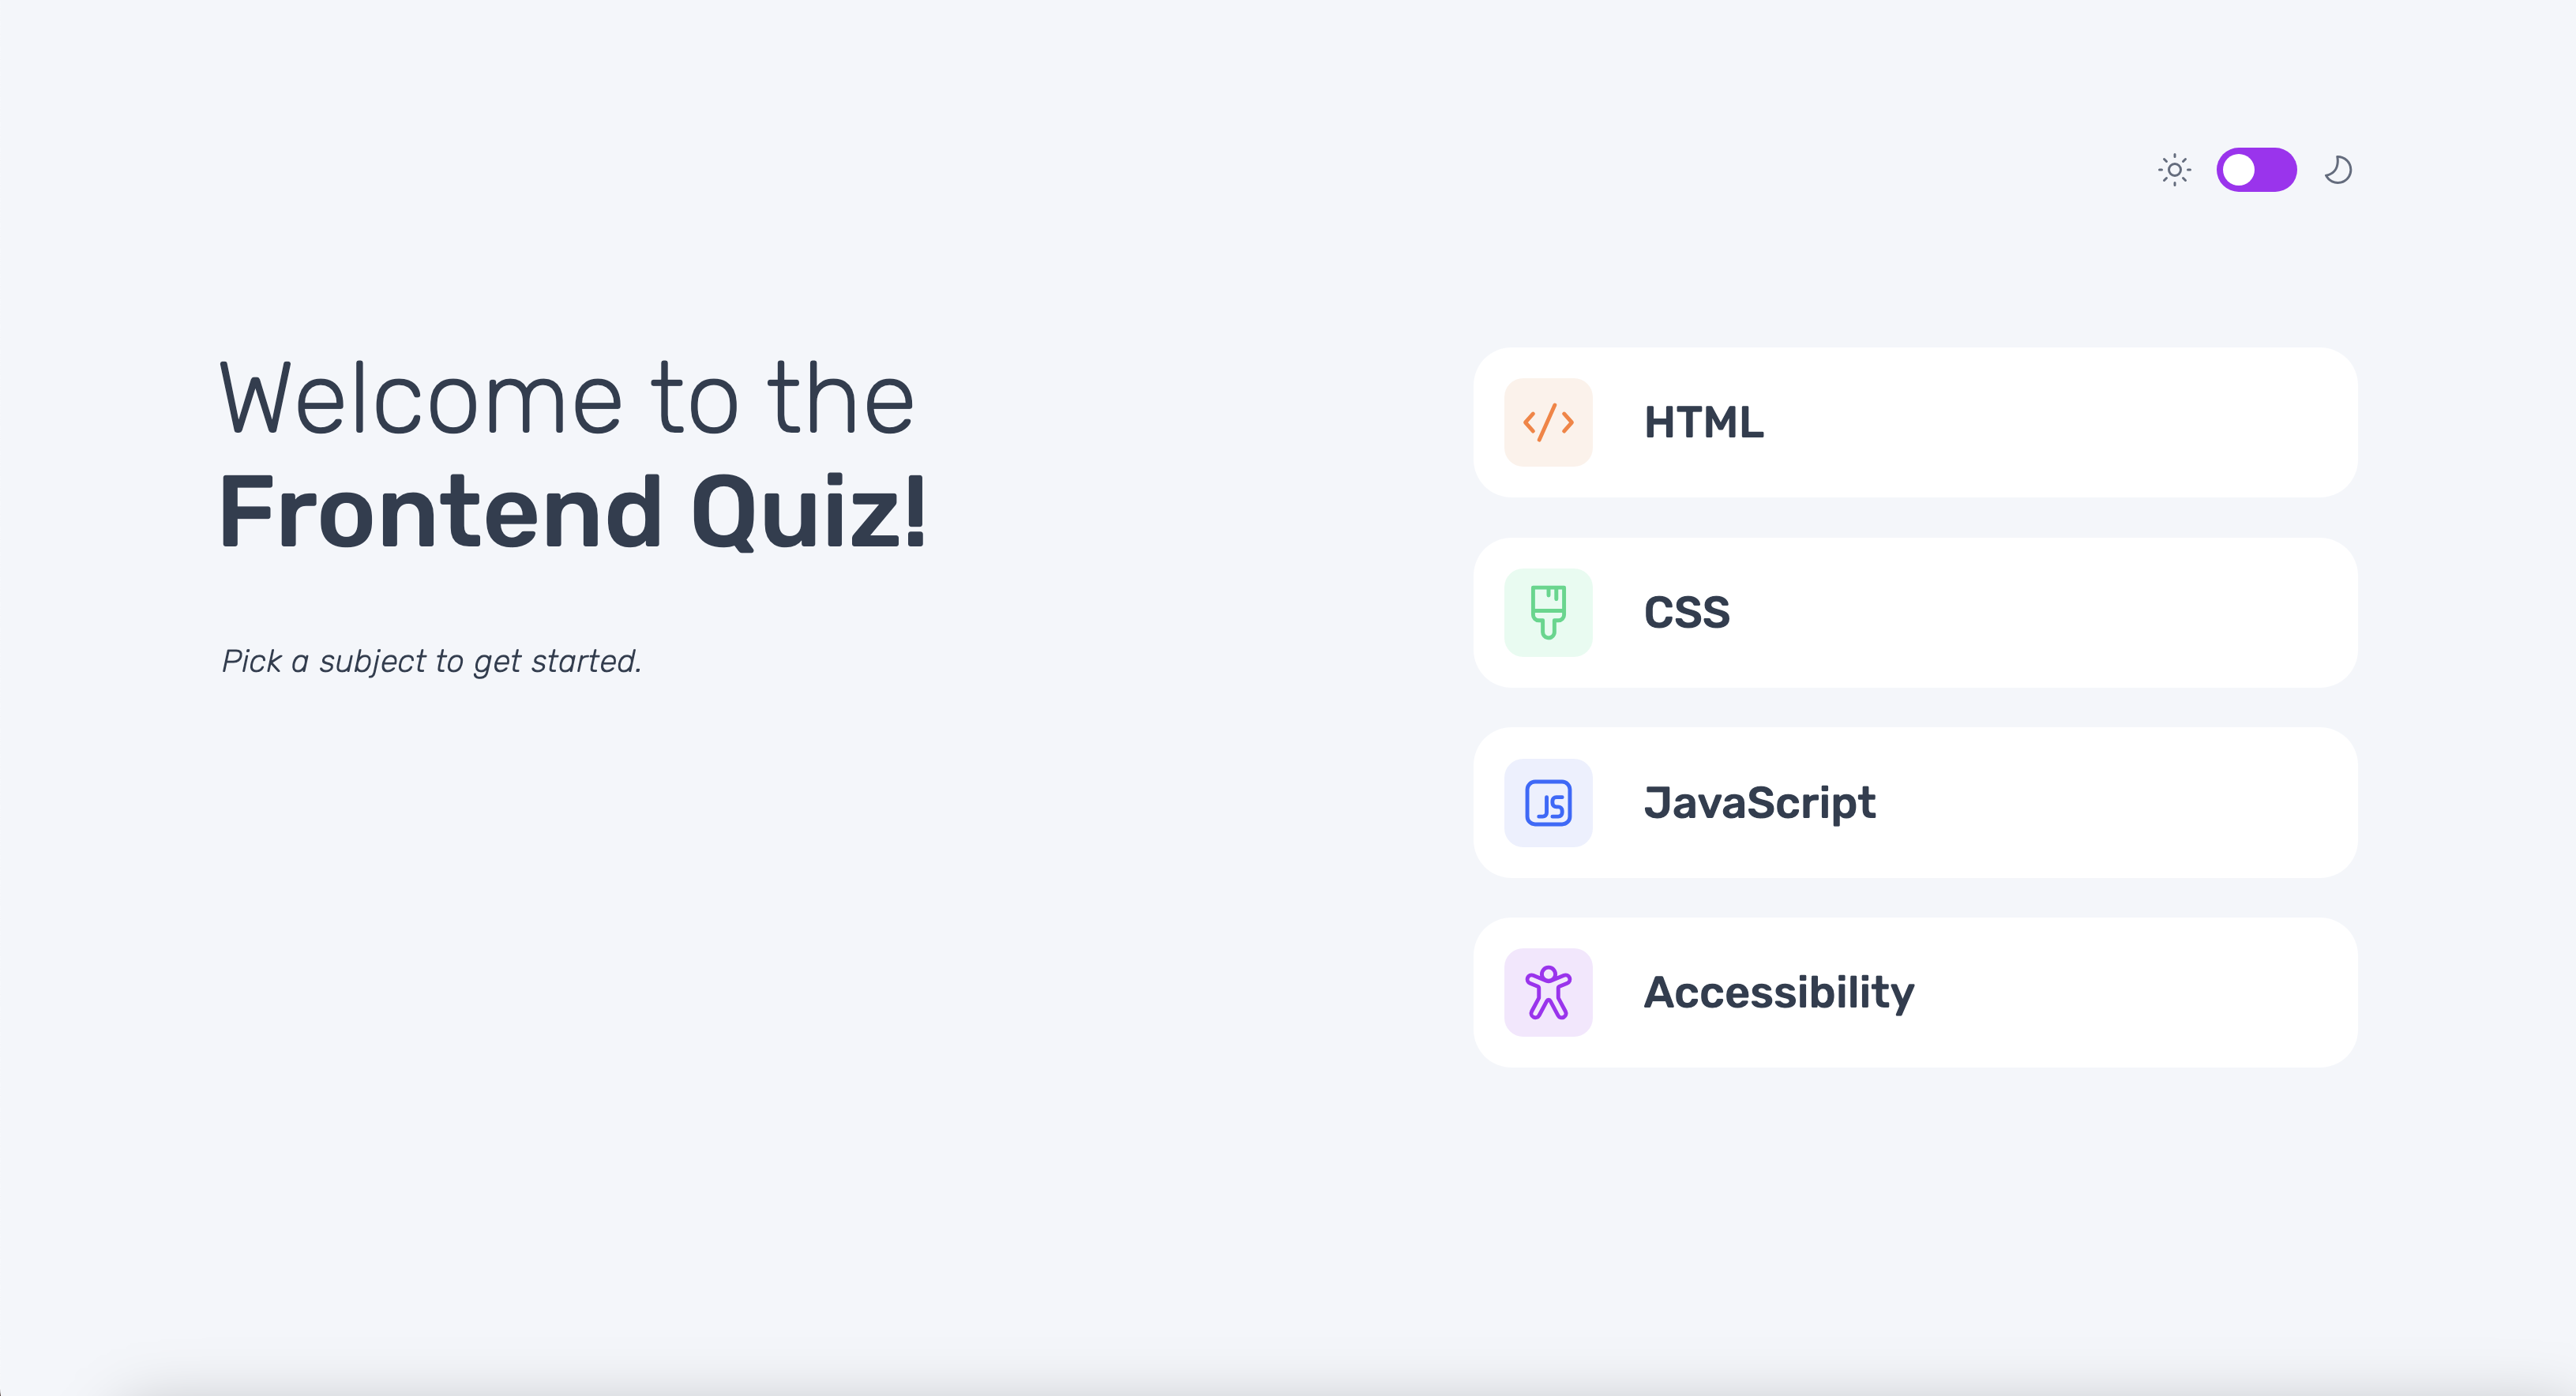 Welcome to the
Frontend Quiz!
Pick a subject to get started.
</>
HTML
CSS
JS
JavaScript
Accessibility